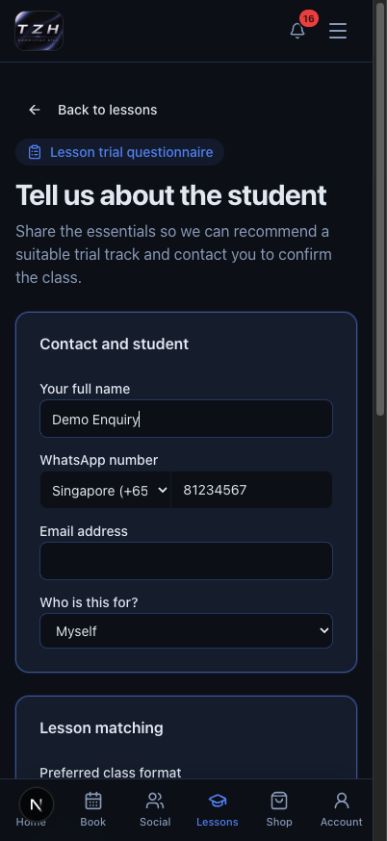 TZH
16
Back to lessons
Lesson trial questionnaire
Tell us about the student
Share the essentials so we can recommend a
suitable trial track and contact you to confirm
the class.
Contact and student
Your full name
Demo Enquiry
WhatsApp number
Singapore (+65
81234567
Email address
Who is this for?
Myself
Lesson matching
Preferred class format
N
Home
Book
Social
Lessons
Shop
Account